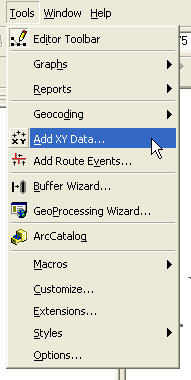 Tools Window Help
Editor Toolbar
75
Graphs
Reports
Geocoding
Add XY Data...
Add Route Events...
Buffer Wizard...
GeoProcessing Wizard...
ArcCatalog
Macros
Customize...
Extensions...
Styles
Options...